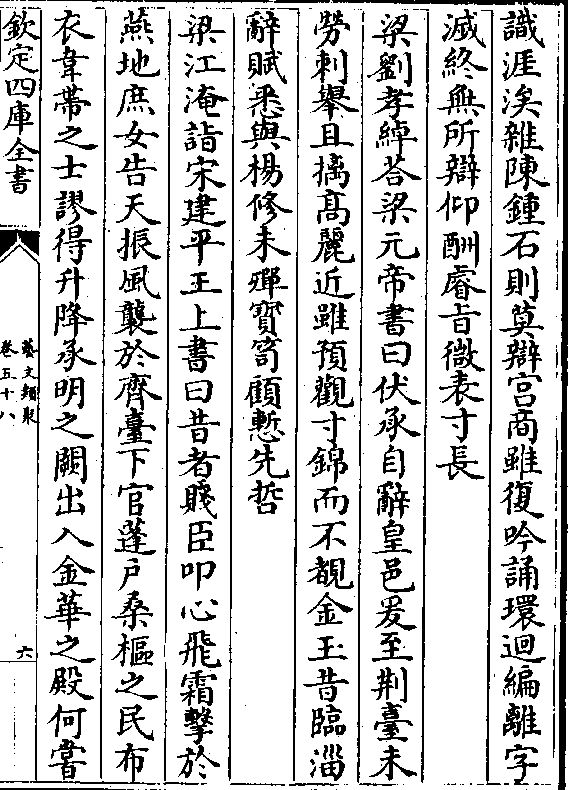 識涯涘雜陳鍾石則莫辯宫商雖復吟誦環迴編離字
滅終無所辯仰酬睿㫖微表寸長
梁劉孝綽荅梁元帝書曰伏承自辭皇邑爰至荆臺未
勞刺舉且摛髙麗近雖預觀寸錦而不覩金玉昔臨淄
辭賦悉與楊修未殫寳笥顧慙先哲
梁江淹詣宋建平王上書曰昔者賤臣叩心飛霜擊於
燕地庶女告天振風襲於齊臺下官蓬户桑樞之民布
衣韋帶之士謬得升降承明之闕出入金華之殿何嘗
欽定四庫全書
藝文類聚
卷五十八
六